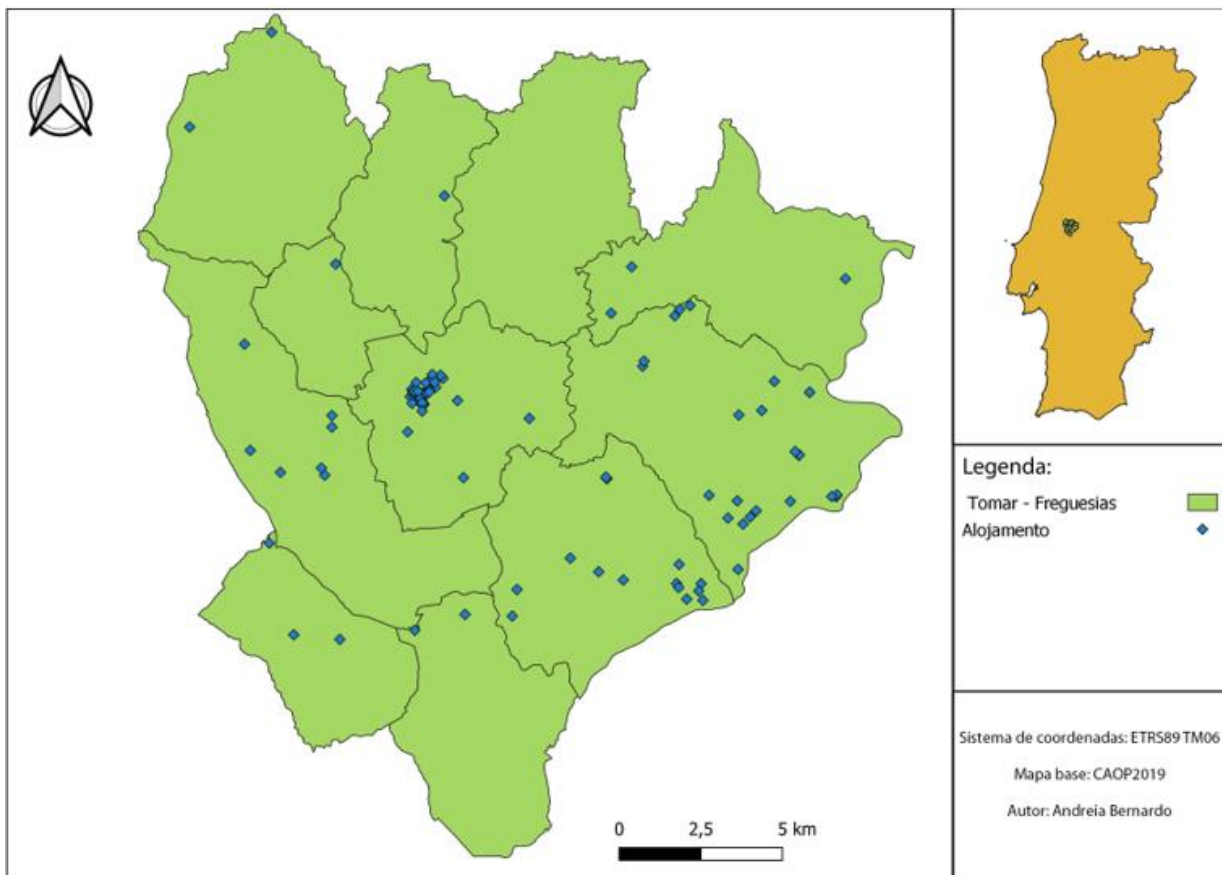 Legenda:
Tomar - Freguesias
Alojamento
Sistema de coordenadas: ETRS89 TM06
Mapa base: CAOP2019
Autor: Andreia Bernardo
0 2,5 5 km